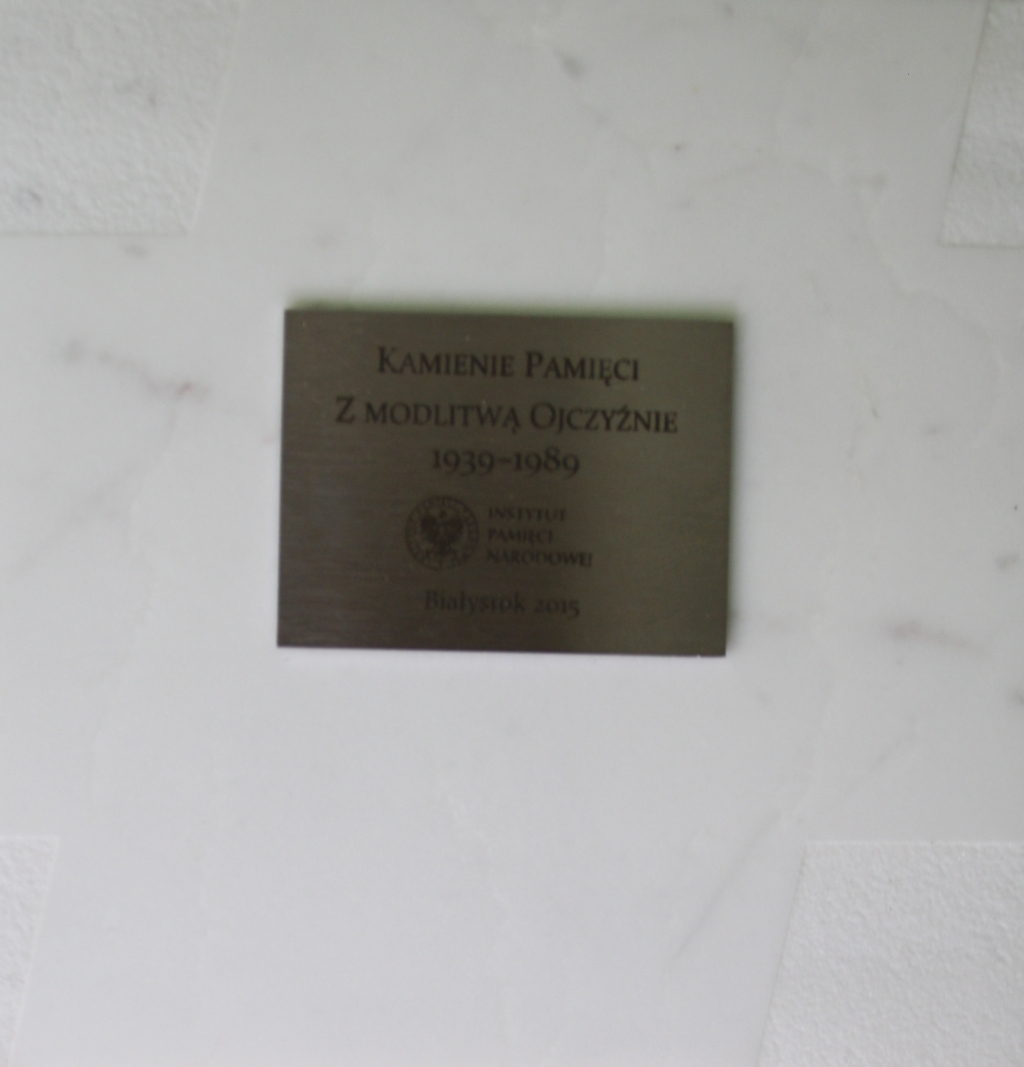 Kamienie Pamięci
Z modlitwą Ojczyźnie
1939–1989
INSTYTUT
PAMIĘCI
NARODOWEJ
Białystok 2015